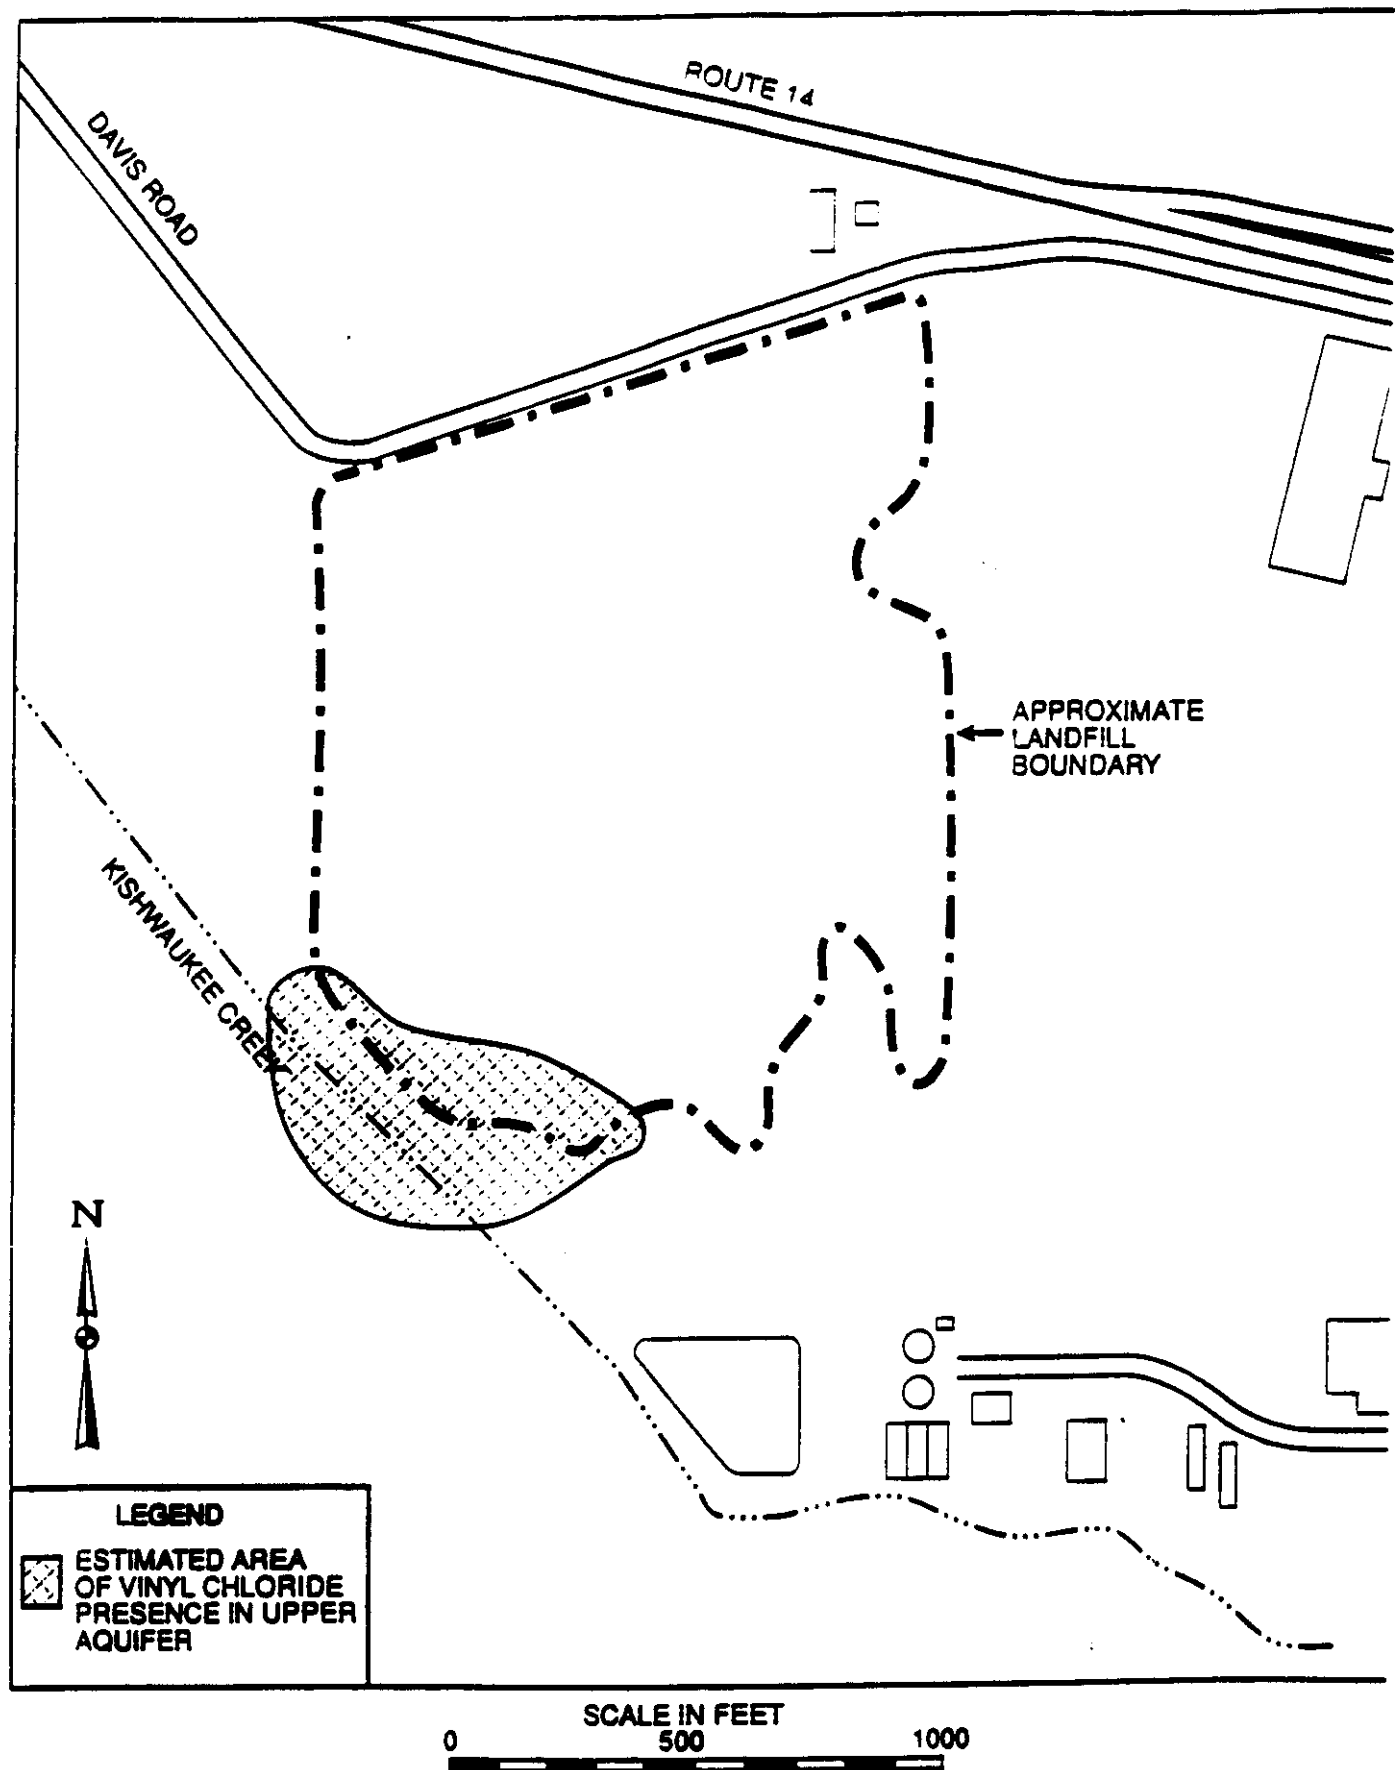 ROUTE 14
DAVIS ROAD
APPROXIMATE
LANDFILL
BOUNDARY
KISHWAUKEE CREEK
N
LEGEND
ESTIMATED AREA
OF VINYL CHLORIDE
PRESENCE IN UPPER
AQUIFER
SCALE IN FEET
0 500 1000